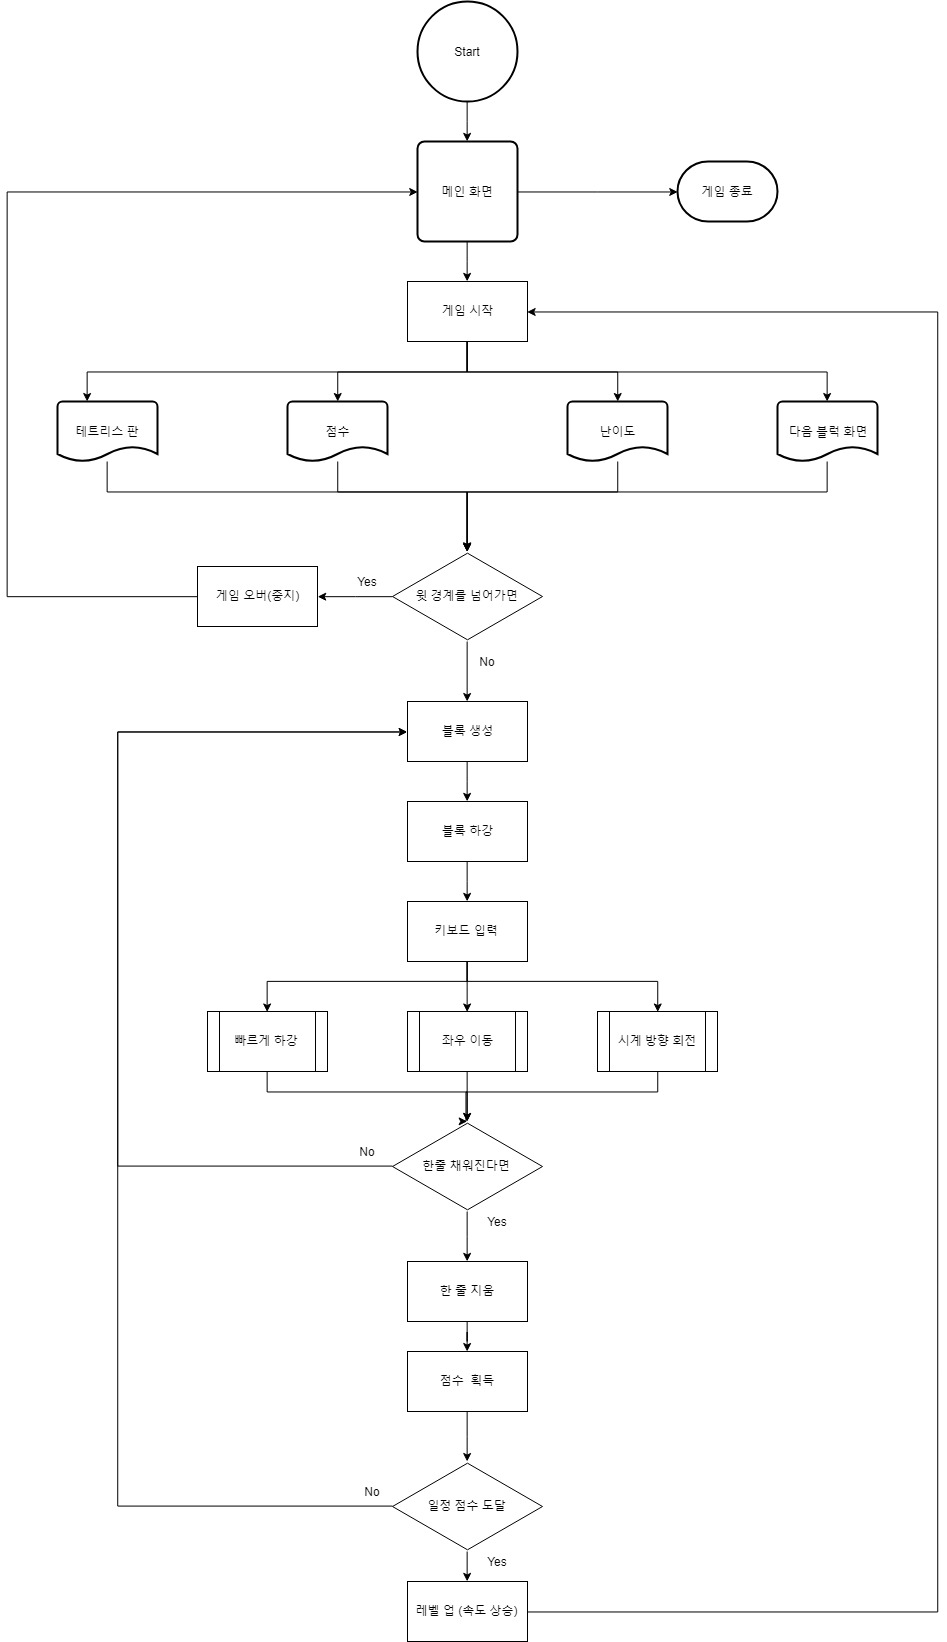 Start
메인 화면
게임 종료
게임 시작
테트리스 판
점수
난이도
다음 블럭 화면
게임 오버(중지)
Yes
윗 경계를 넘어가면
No
블록 생성
블록 하강
키보드 입력
빠르게 하강
좌우 이동
시계 방향 회전
No
한줄 채워진다면
Yes
한 줄 지움
점수 획득
No
일정 점수 도달
Yes
레벨 업 (속도 상승)